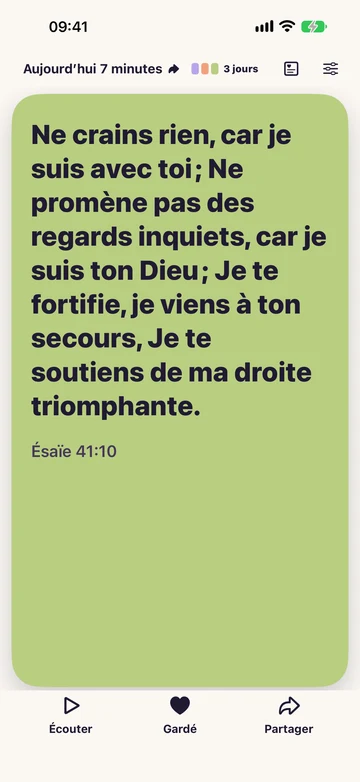 09:41
Aujourd’hui 7 minutes
3 jours
Ne crains rien, car je
suis avec toi ; Ne
promène pas des
regards inquiets, car je
suis ton Dieu ; Je te
fortifie, je viens à ton
secours, Je te
soutiens de ma droite
triomphante.
Ésaïe 41:10
Écouter
Gardé
Partager